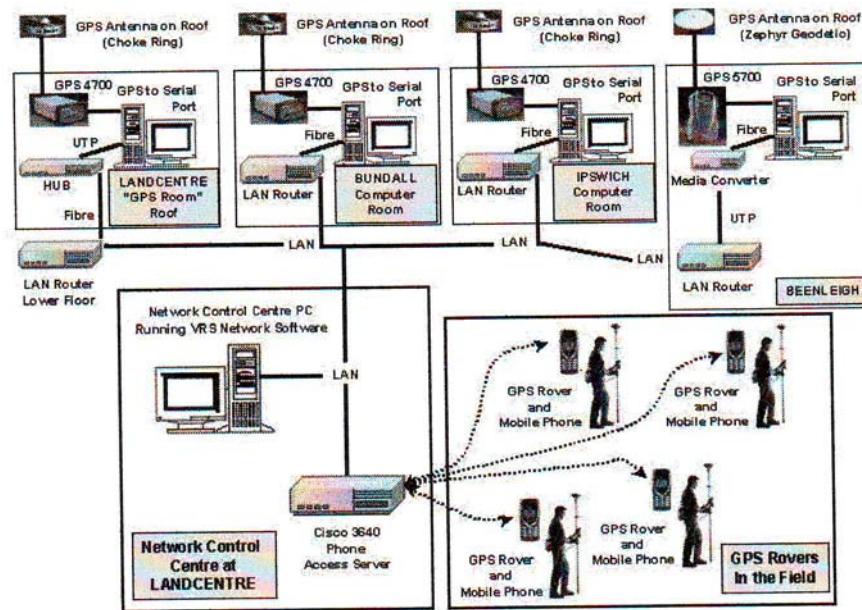 GPS Antenna on Roof
(Choke Ring)
GPS Antenna on Roof
(Choke Ring)
GPS Antenna on Roof
(Choke Ring)
GPS Antenna on Roof
(Zephyr Geodetic)
GPS 4700
GPS to Serial
Port
UTP
HUB
LANDCENTRE
"GPS Room"
Roof
Fibre
LAN Router
Lower Floor
GPS 4700
GPS to Serial
Port
Fibre
LAN Router
BUNDALL
Computer
Room
GPS 4700
GPS to Serial
Port
Fibre
LAN Router
IPSWICH
Computer
Room
GPS 5700
GPS to Serial
Port
Fibre
Media Converter
UTP
LAN Router
BEENLEIGH
LAN
LAN
LAN
Network Control Centre PC
Running VRS Network Software
LAN
Cisco 3640
Phone
Access Server
Network Control
Centre at
LANDCENTRE
GPS Rover
and
Mobile Phone
GPS Rover
and
Mobile Phone
GPS Rover
and
Mobile Phone
GPS Rover
and
Mobile Phone
GPS Rovers
In the Field